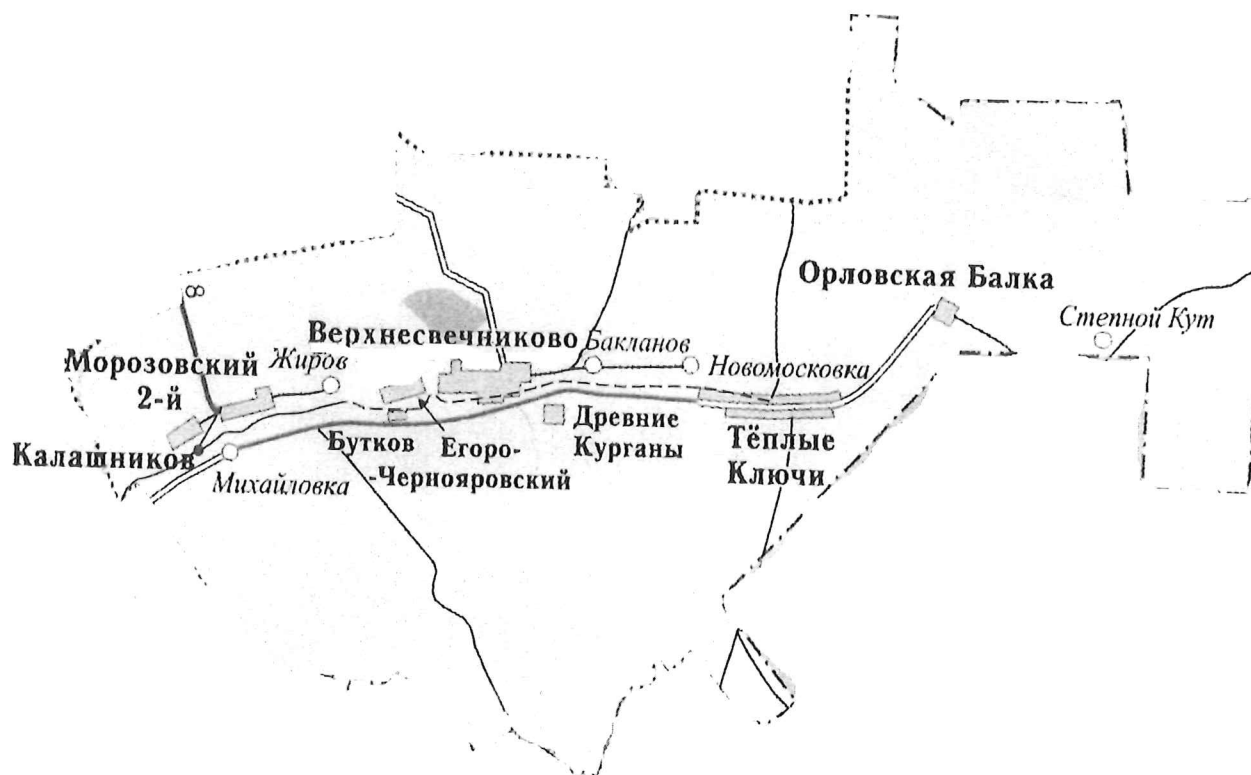 Орловская Балка
Степной Кут
Верхнесвечниково
Бакланов
Морозовский
2-й
Жиров
Новомосковка
Калашников
Михайловка
Бутков
Егоро-
-Чернояровский
Древние
Курганы
Тёплые
Ключи
8